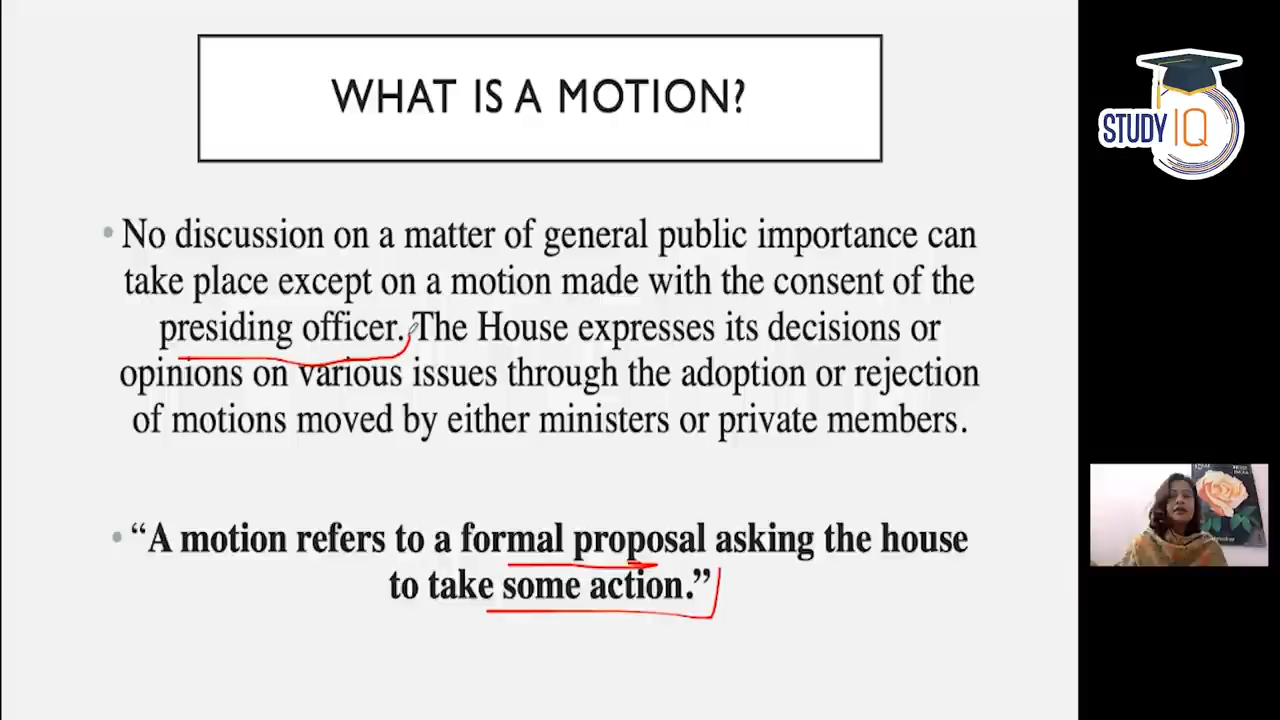 WHAT IS A MOTION?
STUDY IQ
• No discussion on a matter of general public importance can
take place except on a motion made with the consent of the
presiding officer. The House expresses its decisions or
opinions on various issues through the adoption or rejection
of motions moved by either ministers or private members.
• “A motion refers to a formal proposal asking the house
to take some action.”